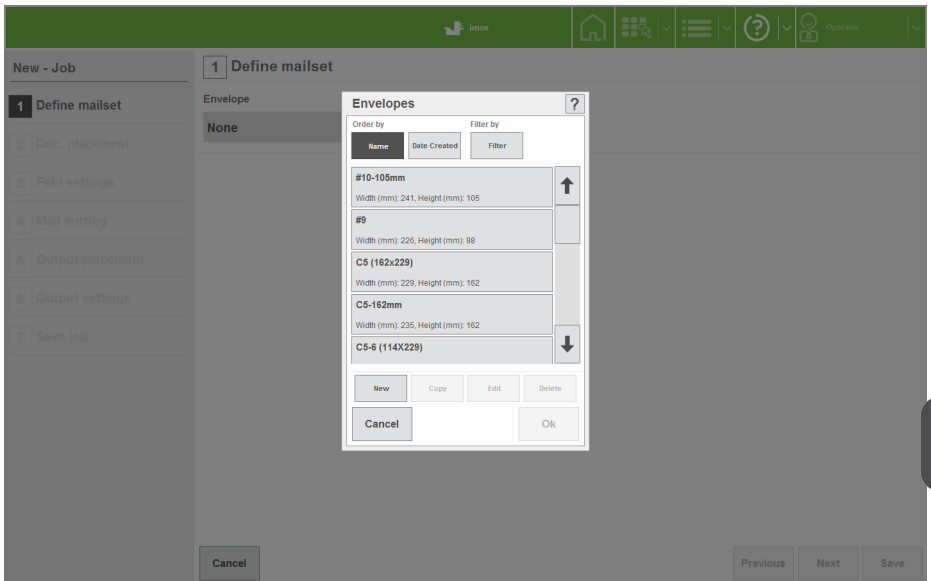 imos
Operator
New - Job
1 Define mailset
2 Doc. placement
3 Fold settings
4 Mail sorting
5 Output placement
6 Output settings
7 Save job
1 Define mailset
Envelope
None
Envelopes
?
Order by
Filter by
Name
Date Created
Filter
#10-105mm
Width (mm): 241, Height (mm): 105
#9
Width (mm): 226, Height (mm): 98
C5 (162x229)
Width (mm): 229, Height (mm): 162
C5-162mm
Width (mm): 235, Height (mm): 162
C5-6 (114X229)
New
Copy
Edit
Delete
Cancel
Ok
Cancel
Previous
Next
Save